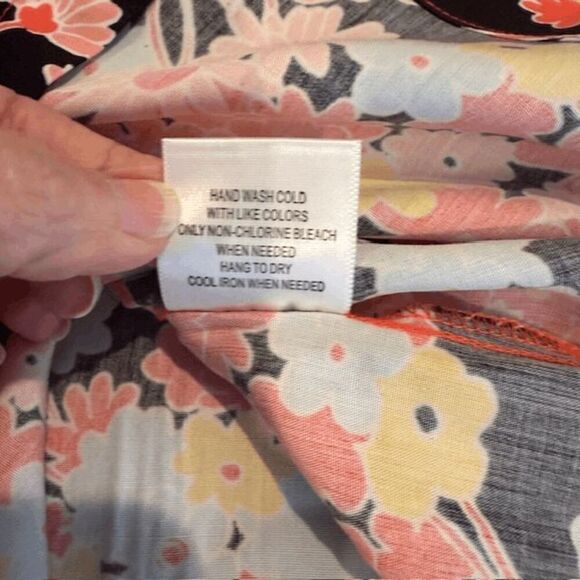 HAND WASH COLD
WITH LIKE COLORS
ONLY NON-CHLORINE BLEACH
WHEN NEEDED
HANG TO DRY
COOL IRON WHEN NEEDED